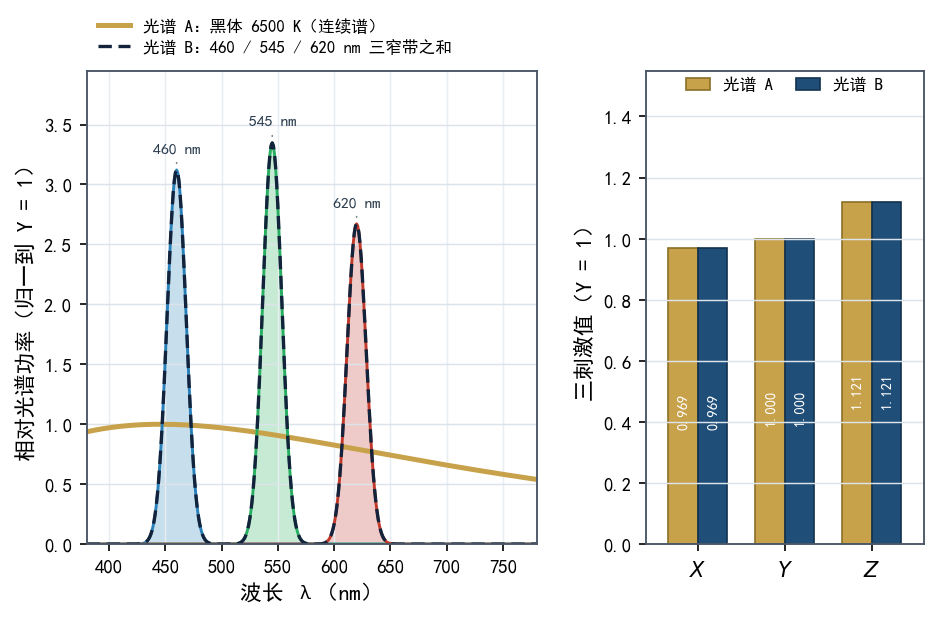 光谱 A：黑体 6500 K（连续谱）
光谱 B：460 / 545 / 620 nm 三窄带之和
相对光谱功率（归一到 Y = 1）
3.5
3.0
2.5
2.0
1.5
1.0
0.5
0.0
460 nm
545 nm
620 nm
400 450 500 550 600 650 700 750
波长 λ （nm）
光谱 A 光谱 B
三刺激值（Y = 1）
1.4
1.2
1.0
0.8
0.6
0.4
0.2
0.0
0.969 0.969 1.000 1.000 1.121 1.121
X Y Z